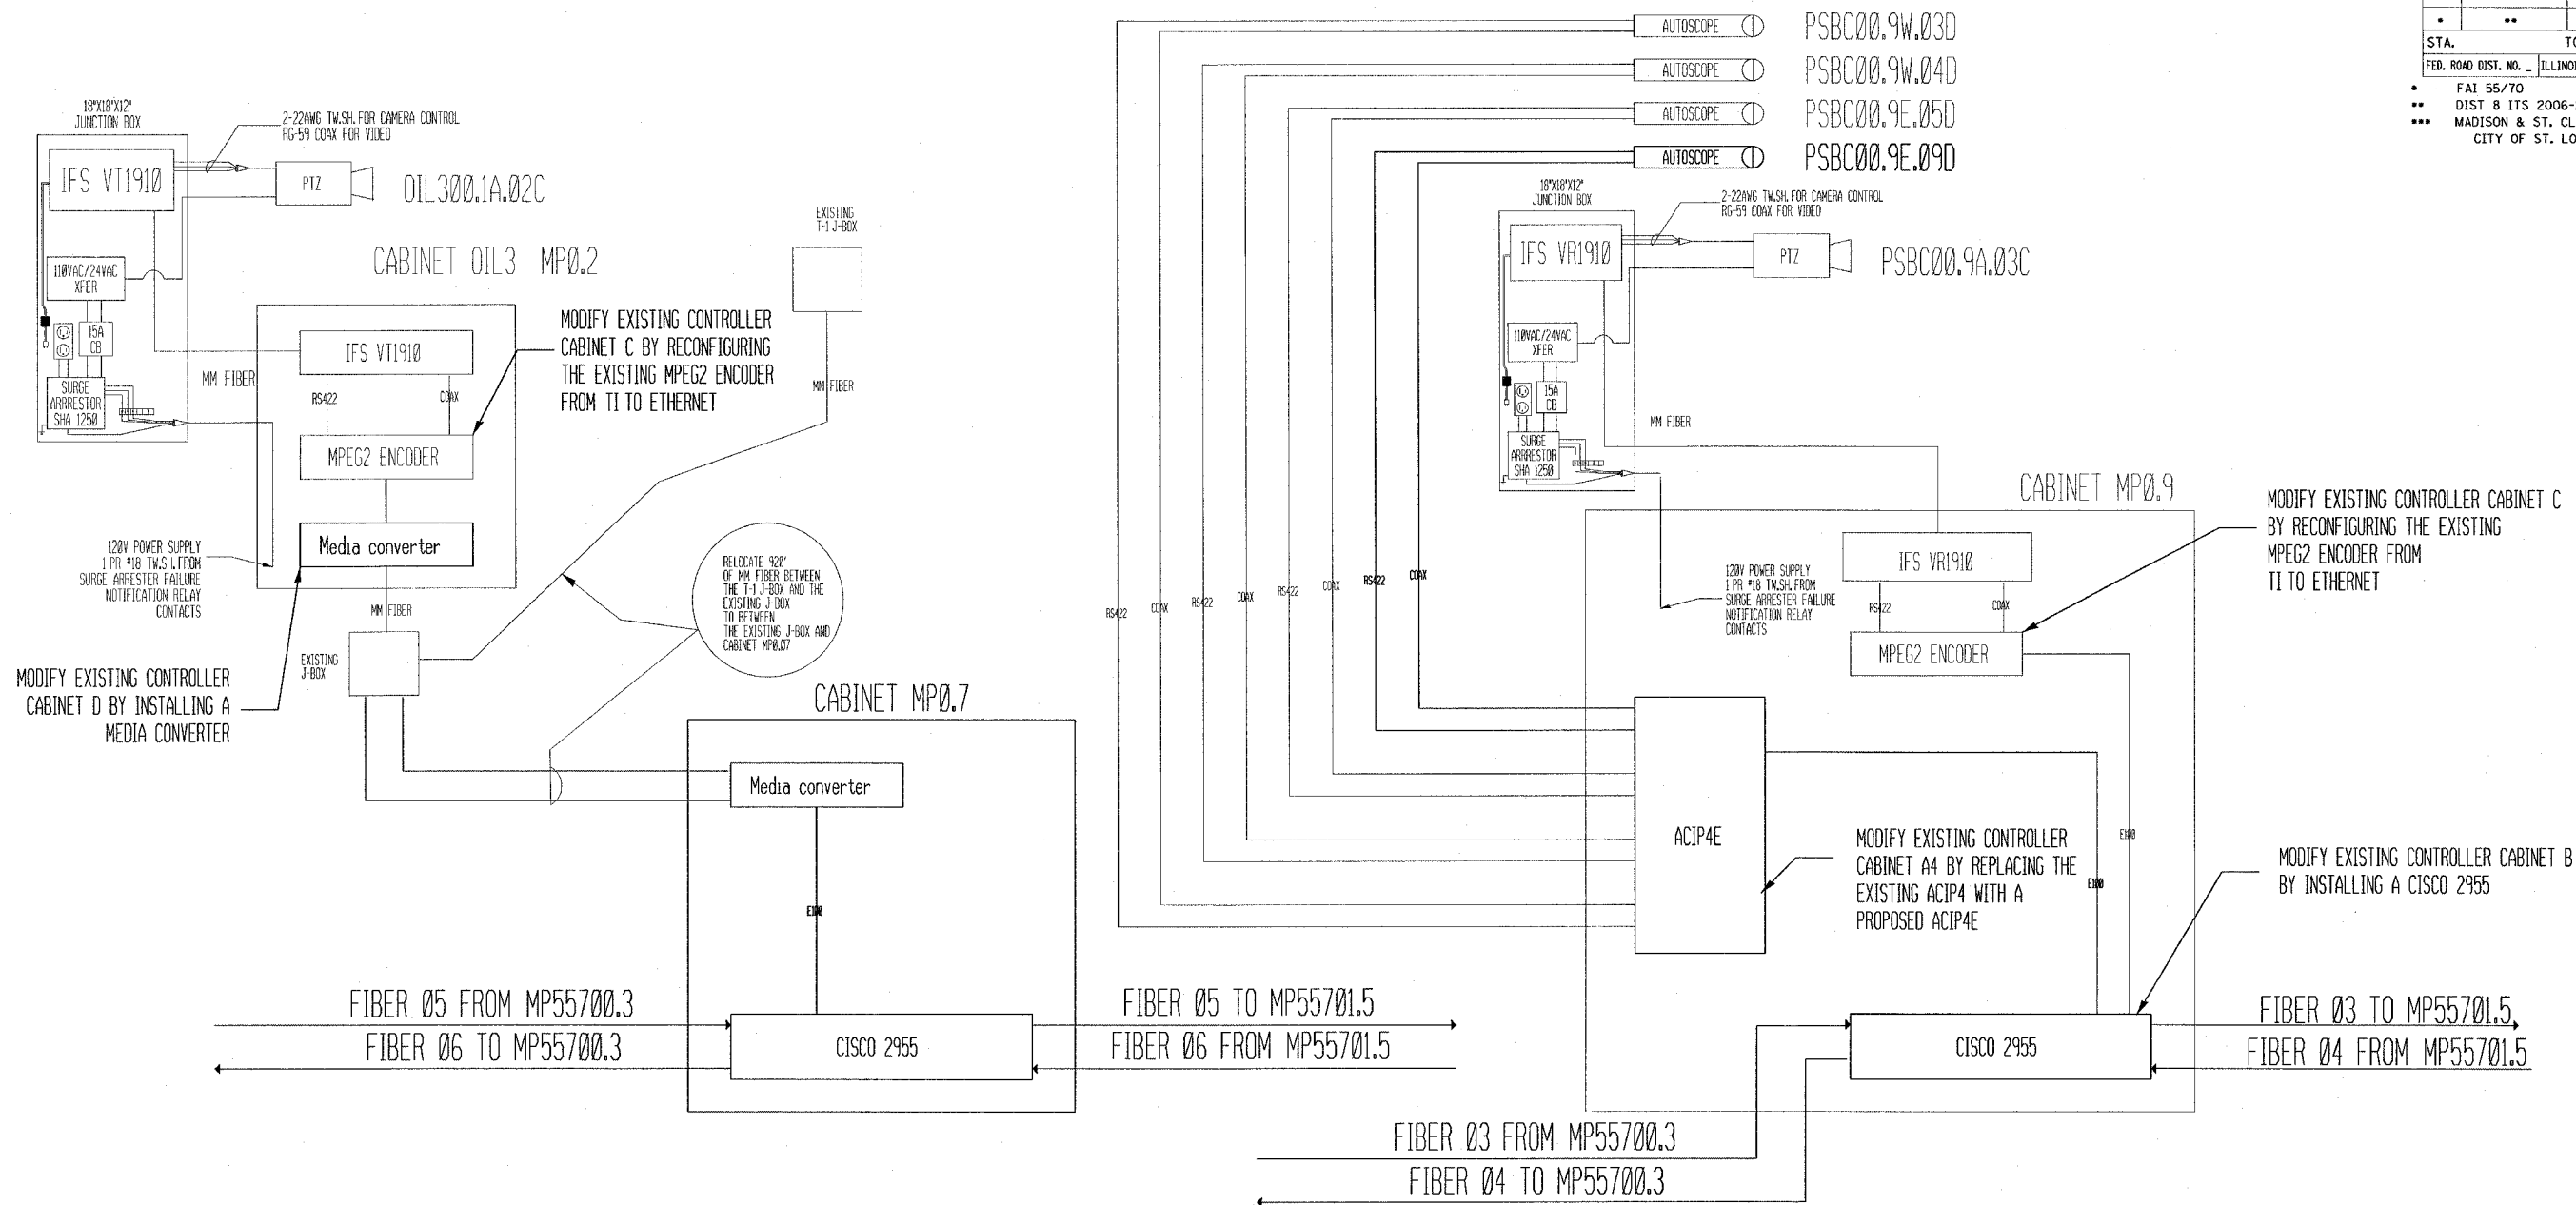 AUTOSCOPE PSBC00.9W.03D
AUTOSCOPE PSBC00.9W.04D
AUTOSCOPE PSBC00.9E.05D
AUTOSCOPE PSBC00.9E.09D
* **
STA.
FED. ROAD DIST. NO. _
* FAI 55/70
** DIST 8 ITS 2006-
*** MADISON & ST.
CITY OF ST.
18"X18"X12"
JUNCTION BOX
2-22AWG TW.SH. FOR CAMERA CONTROL
RG-59 COAX FOR VIDEO
IFS VT1910
PTZ
OIL300.1A.02C
110VAC/24VAC
XFER
15A
CB
SURGE
ARRRESTOR
SHA 1250
MM FIBER
CABINET OIL3 MP0.2
IFS VT1910
RS422
COAX
MPEG2 ENCODER
Media converter
MM FIBER
MODIFY EXISTING CONTROLLER
CABINET C BY RECONFIGURING
THE EXISTING MPEG2 ENCODER
FROM TI TO ETHERNET
EXISTING
T-1 J-BOX
MM FIBER
120V POWER SUPPLY
1 PR #18 TW.SH. FROM
SURGE ARRESTER FAILURE
NOTIFICATION RELAY
CONTACTS
MODIFY EXISTING CONTROLLER
CABINET D BY INSTALLING A
MEDIA CONVERTER
EXISTING
J-BOX
RELOCATE 920'
OF MM FIBER BETWEEN
THE T-1 J-BOX AND THE
EXISTING J-BOX
TO BETWEEN
THE EXISTING J-BOX AND
CABINET MP0.07
CABINET MP0.7
Media converter
E100
FIBER 05 FROM MP55700.3
FIBER 06 TO MP55700.3
CISCO 2955
FIBER 05 TO MP55701.5
FIBER 06 FROM MP55701.5
18"X18"X12"
JUNCTION BOX
2-22AWG TW.SH. FOR CAMERA CONTROL
RG-59 COAX FOR VIDEO
IFS VR1910
PTZ
PSBC00.9A.03C
110VAC/24VAC
XFER
15A
CB
SURGE
ARRRESTOR
SHA 1250
MM FIBER
RS422
COAX
RS422
COAX
RS422
COAX
RS422
COAX
120V POWER SUPPLY
1 PR #18 TW.SH. FROM
SURGE ARRESTER FAILURE
NOTIFICATION RELAY
CONTACTS
CABINET MP0.9
IFS VR1910
RS422
COAX
MPEG2 ENCODER
MODIFY EXISTING CONTROLLER CABINET C
BY RECONFIGURING THE EXISTING
MPEG2 ENCODER FROM
TI TO ETHERNET
ACIP4E
MODIFY EXISTING CONTROLLER
CABINET A4 BY REPLACING THE
EXISTING ACIP4 WITH A
PROPOSED ACIP4E
E100
E100
MODIFY EXISTING CONTROLLER CABINET B
BY INSTALLING A CISCO 2955
CISCO 2955
FIBER 03 TO MP55701.5
FIBER 04 FROM MP55701.5
FIBER 03 FROM MP55700.3
FIBER 04 TO MP55700.3